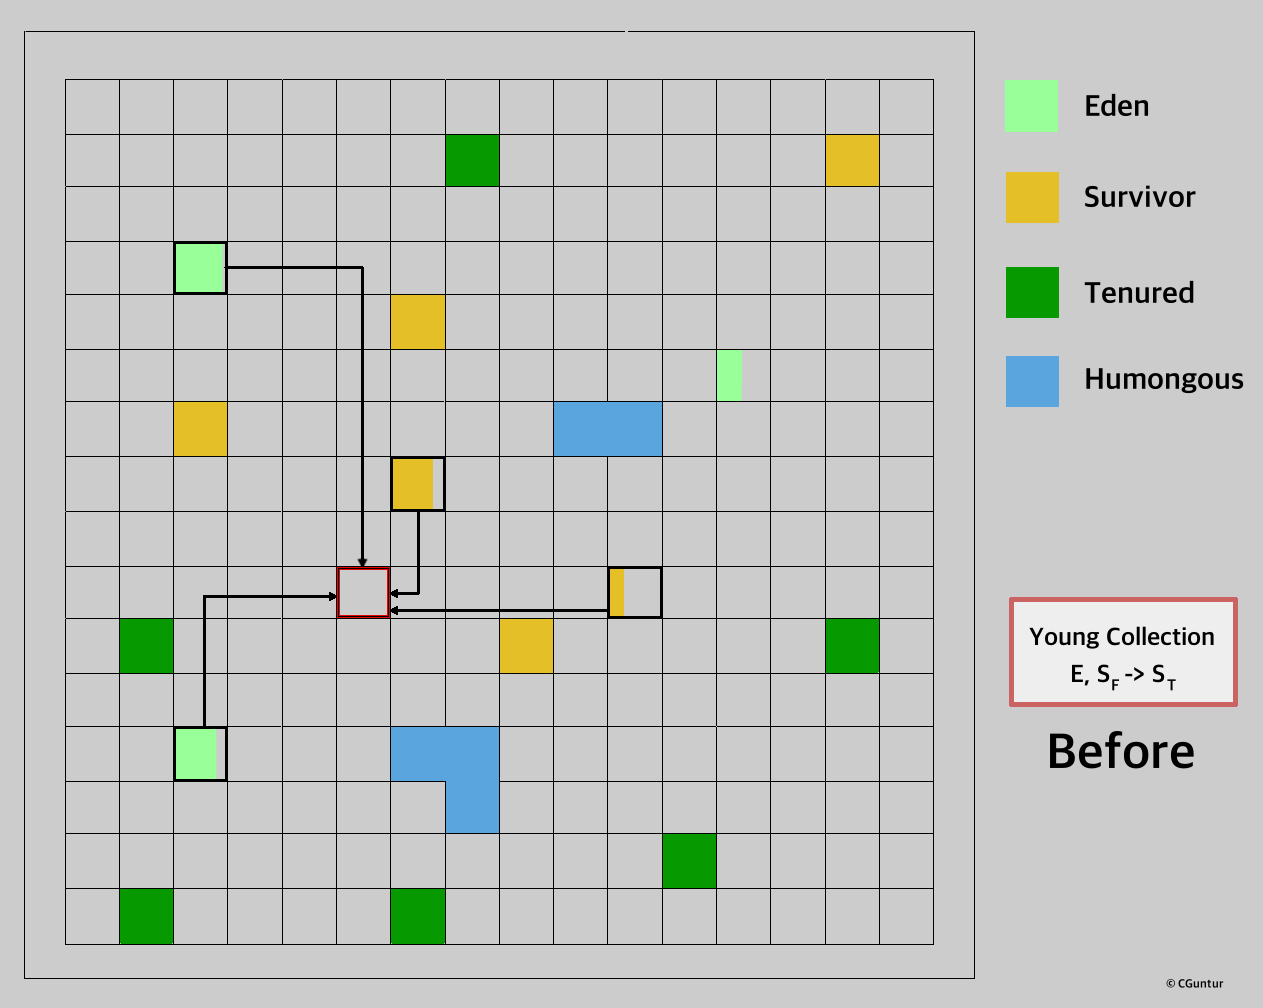 Eden
Survivor
Tenured
Humongous
Young Collection
E, SF -> ST
Before
© CGuntur